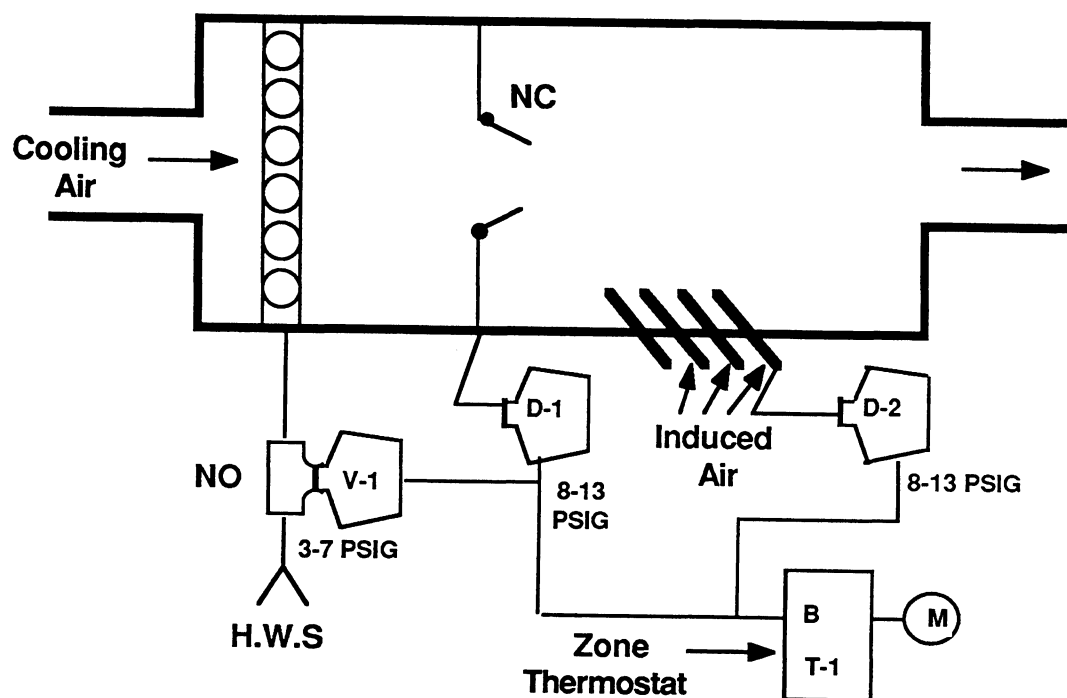 NC
Cooling
Air
D-1
D-2
Induced
Air
NO
V-1
8-13
PSIG
8-13 PSIG
3-7 PSIG
H.W.S
B
M
Zone
Thermostat
T-1